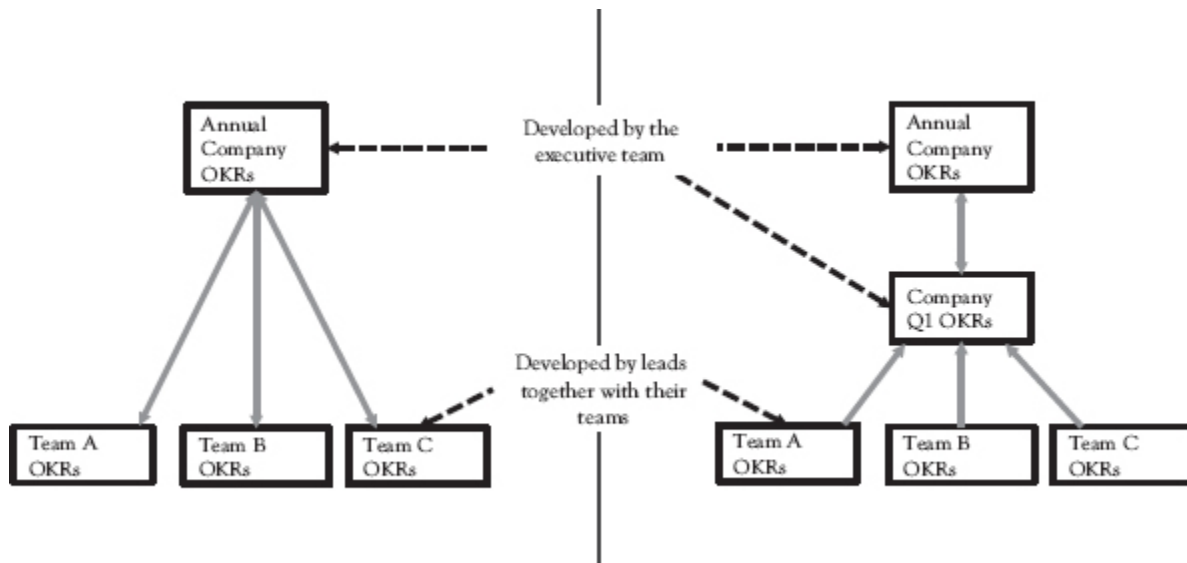 Annual
Company
OKRs
Developed by the
executive team
Annual
Company
OKRs
Company
Q1 OKRs
Developed by leads
together with their
teams
Team A
OKRs
Team B
OKRs
Team C
OKRs
Team A
OKRs
Team B
OKRs
Team C
OKRs